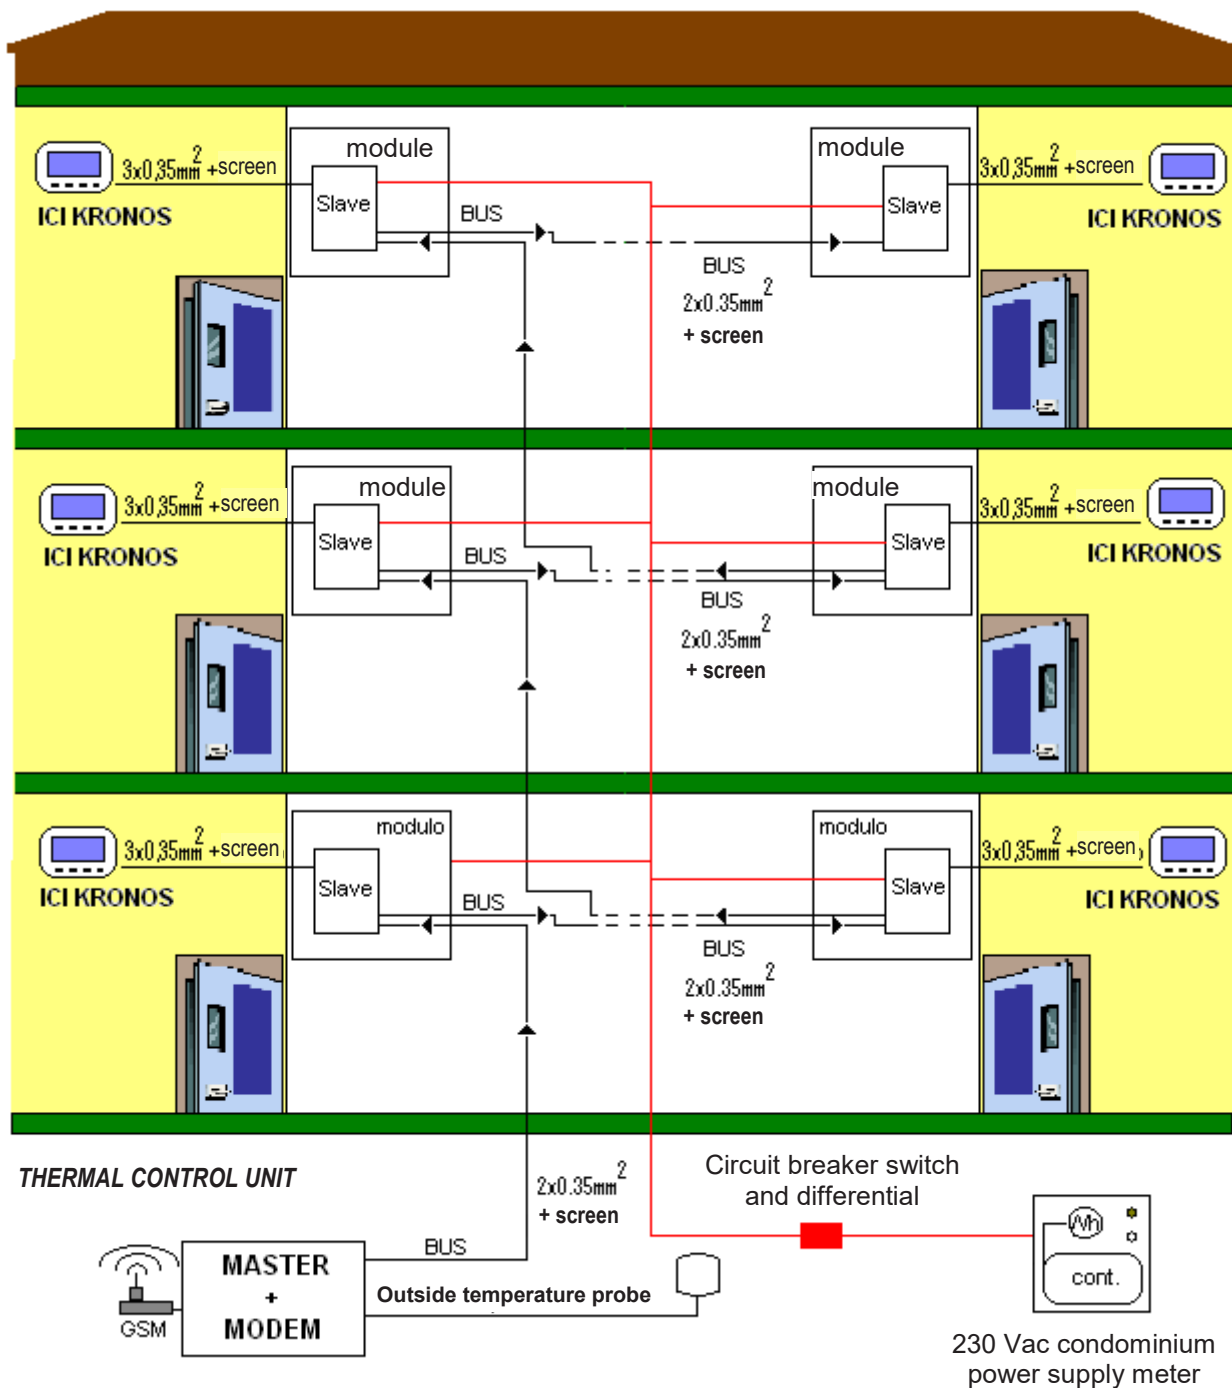 module
module
3x0,35mm² +screen
3x0,35mm² +screen
Slave
Slave
ICI KRONOS
ICI KRONOS
BUS
BUS
2x0.35mm²
+ screen
module
module
3x0,35mm² +screen
3x0,35mm² +screen
Slave
Slave
ICI KRONOS
ICI KRONOS
BUS
BUS
2x0.35mm²
+ screen
modulo
modulo
3x0,35mm² +screen
3x0,35mm² +screen
Slave
Slave
ICI KRONOS
ICI KRONOS
BUS
BUS
2x0.35mm²
+ screen
THERMAL CONTROL UNIT
2x0.35mm²
+ screen
Circuit breaker switch
and differential
BUS
MASTER
+
MODEM
GSM
Outside temperature probe
cont.
230 Vac condominium
power supply meter